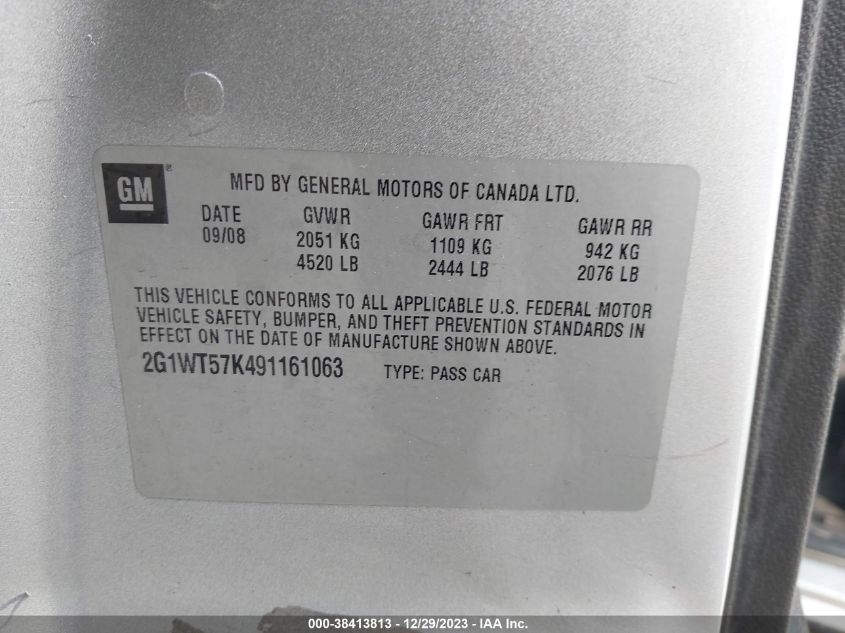 GM ®
MFD BY GENERAL MOTORS OF CANADA LTD.
DATE GVWR GAWR FRT GAWR RR
09/08 2051 KG 1109 KG 942 KG
4520 LB 2444 LB 2076 LB
THIS VEHICLE CONFORMS TO ALL APPLICABLE U.S. FEDERAL MOTOR
VEHICLE SAFETY, BUMPER, AND THEFT PREVENTION STANDARDS IN
EFFECT ON THE DATE OF MANUFACTURE SHOWN ABOVE.
2G1WT57K491161063 TYPE: PASS CAR
000-38413813 - 12/29/2023 - IAA Inc.